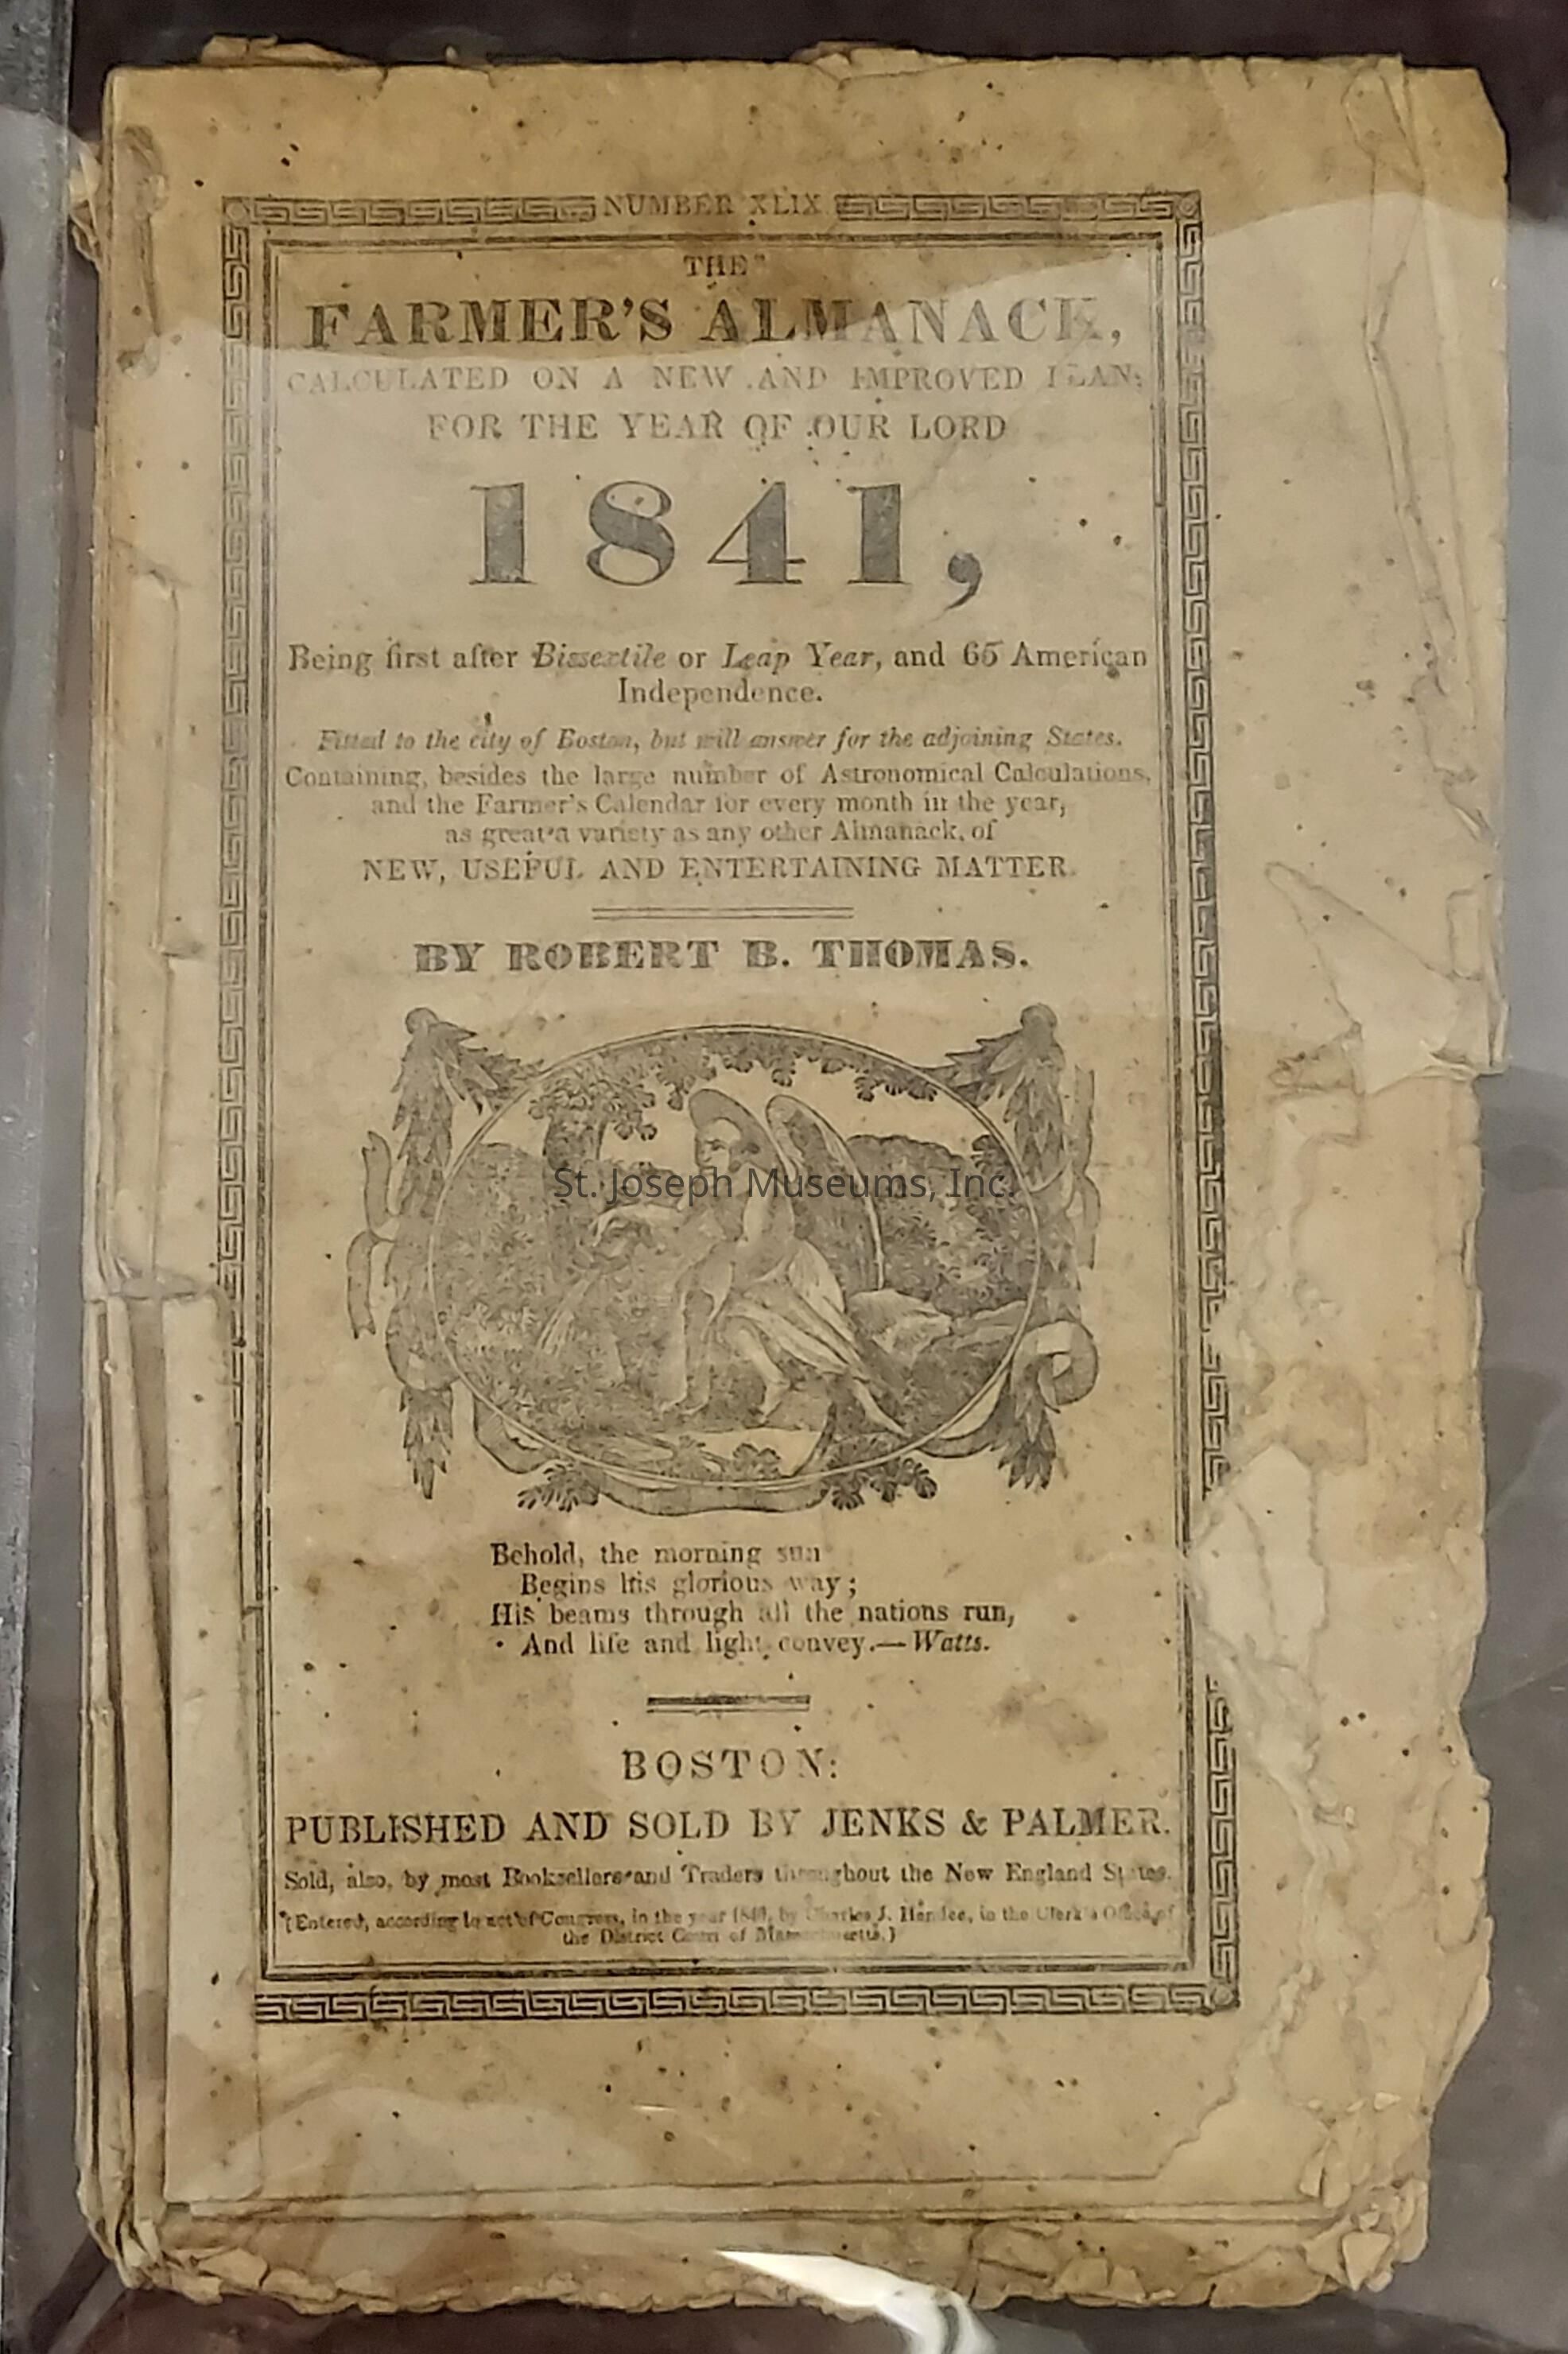 NUMBER XLIX
THE
FARMER'S ALMANACK,
CALCULATED ON A NEW AND IMPROVED PLAN,
FOR THE YEAR OF OUR LORD
1841,
Being first after Bissextile or Leap Year, and 65 American
Independence.
Fitted to the city of Boston, but will answer for the adjoining States.
Containing, besides the large number of Astronomical Calculations,
and the Farmer's Calendar for every month in the year,
as great a variety as any other Almanack, of
NEW, USEFUL AND ENTERTAINING MATTER.
BY ROBERT B. THOMAS.
St. Joseph Museums, Inc.
Behold, the morning sun
Begins his glorious way;
His beams through all the nations run,
And life and light convey.—Watts.
BOSTON:
PUBLISHED AND SOLD BY JENKS & PALMER.
Sold, also, by most Booksellers and Traders throughout the New England States.
(Entered, according to act of Congress, in the year 1840, by Charles J. Hendee, in the Clerk's Office of
the District Court of Massachusetts.)